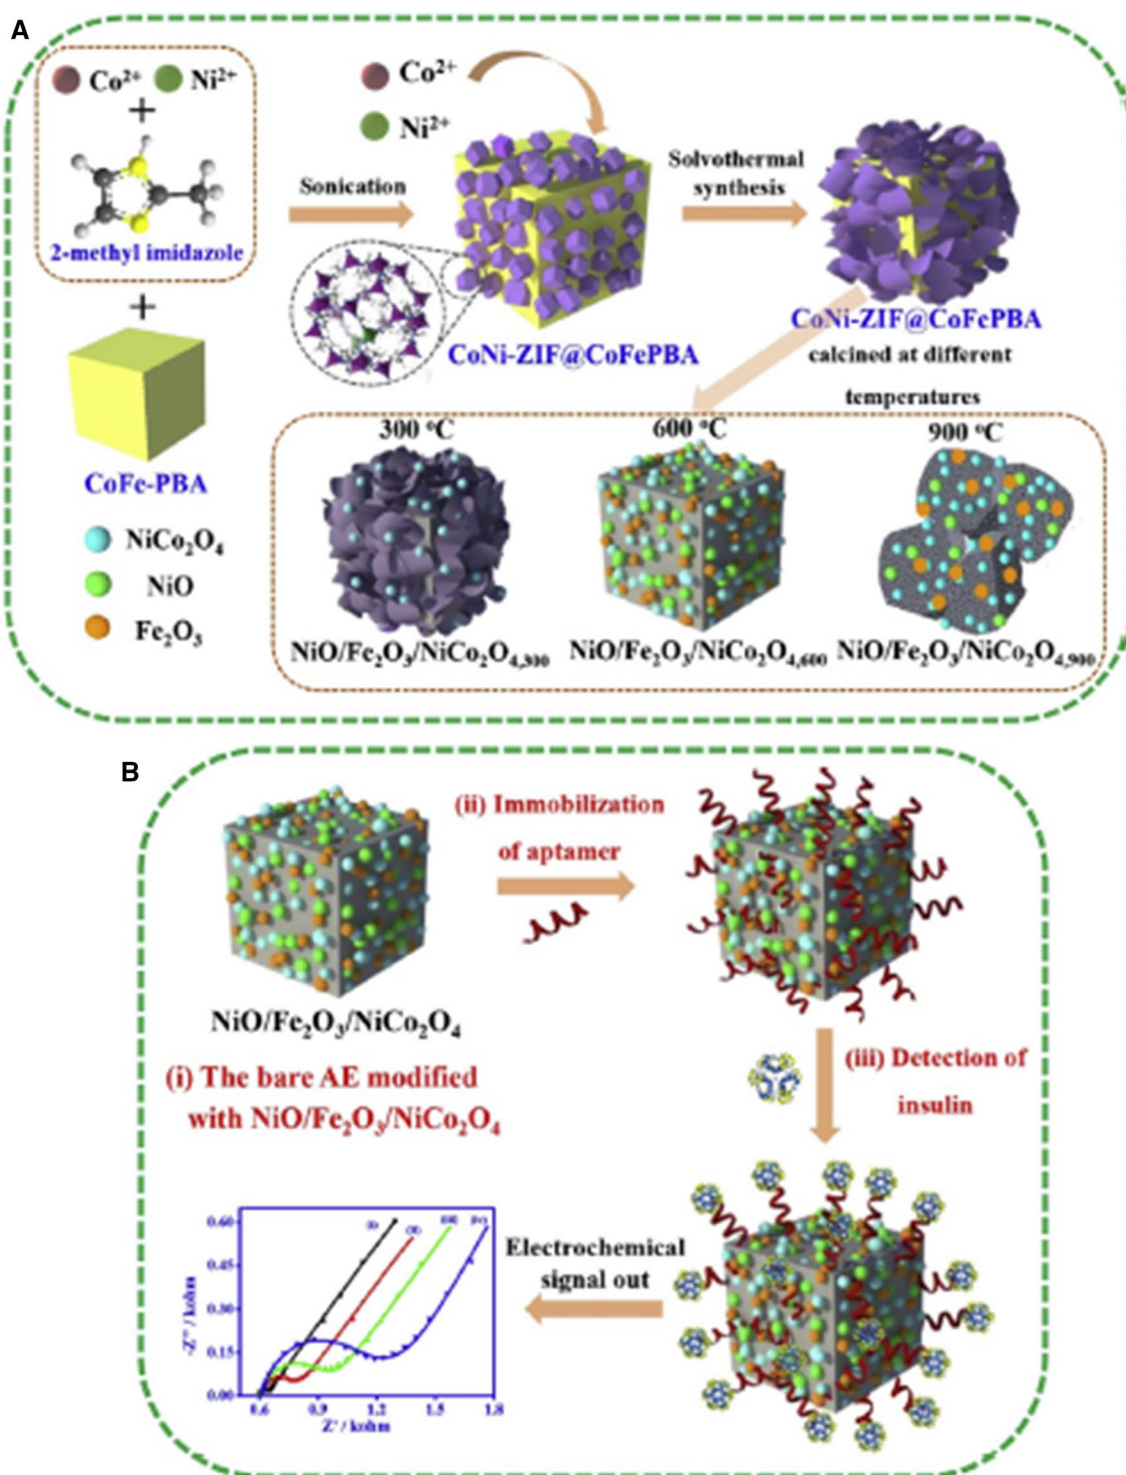 A
Co²⁺ Ni²⁺
+
2-methyl imidazole
+
CoFe-PBA
NiCo₂O₄
NiO
Fe₂O₃
Co²⁺
Ni²⁺
Sonication
CoNi-ZIF@CoFePBA
Solvothermal
synthesis
CoNi-ZIF@CoFePBA
calcined at different
temperatures
300 °C
600 °C
900 °C
NiO/Fe₂O₃/NiCo₂O₄,₃₀₀
NiO/Fe₂O₃/NiCo₂O₄,₆₀₀
NiO/Fe₂O₃/NiCo₂O₄,₉₀₀
B
NiO/Fe₂O₃/NiCo₂O₄
(i) The bare AE modified
with NiO/Fe₂O₃/NiCo₂O₄
(ii) Immobilization
of aptamer
(iii) Detection of
insulin
Electrochemical
signal out
(i) (ii) (iii) (iv)
-Z'' / kohm
0.60
0.45
0.30
0.15
0.00
0.6 0.9 1.2 1.5 1.8
Z' / kohm